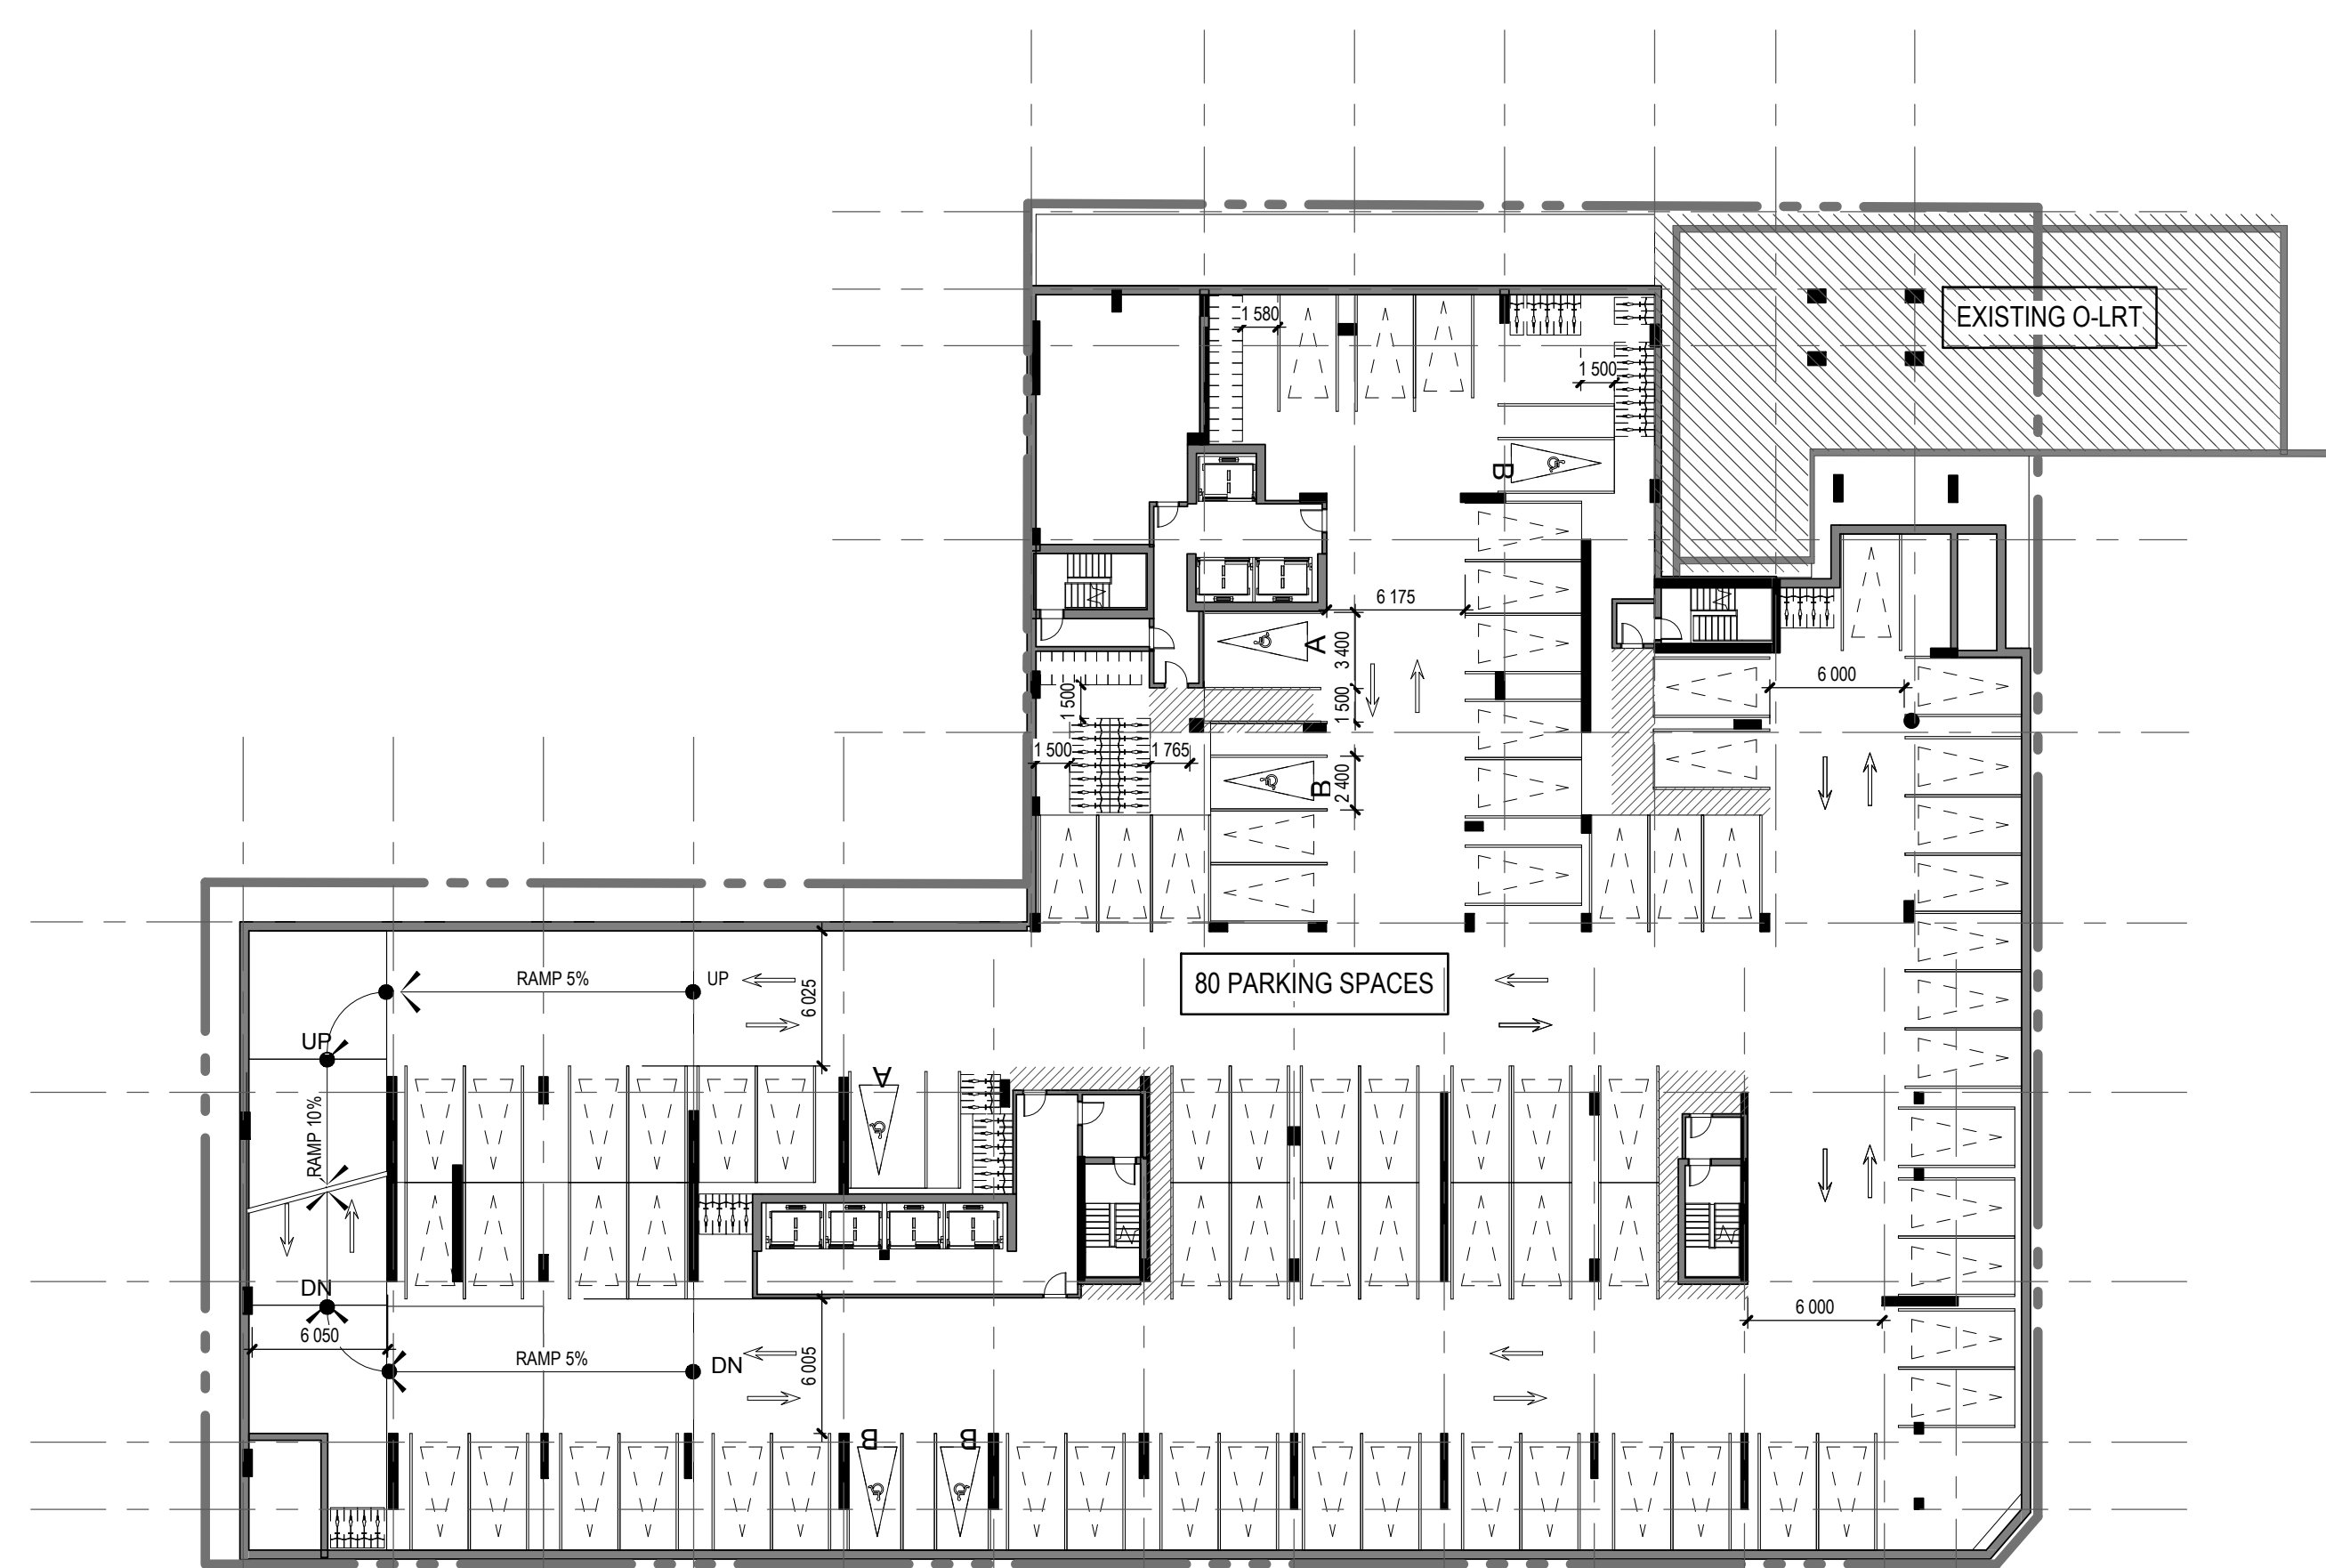 EXISTING O-LRT
1 580
1 500
B
6 175
A
3 400
6 000
1 500
1 500
1 500
1 765
B
2 400
80 PARKING SPACES
RAMP 5%
UP
6 025
UP
A
RAMP 10%
DN
6 050
6 000
RAMP 5%
DN
6 005
B
B